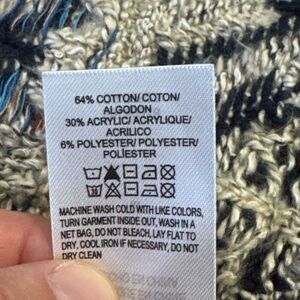 64% COTTON/ COTON/
ALGODON
30% ACRYLIC/ ACRYLIQUE/
ACRILICO
6% POLYESTER/ POLYESTER/
POLIESTER
MACHINE WASH COLD WITH LIKE COLORS,
TURN GARMENT INSIDE OUT, WASH IN A
NET BAG, DO NOT BLEACH, LAY FLAT TO
DRY, COOL IRON IF NECESSARY, DO NOT
DRY CLEAN